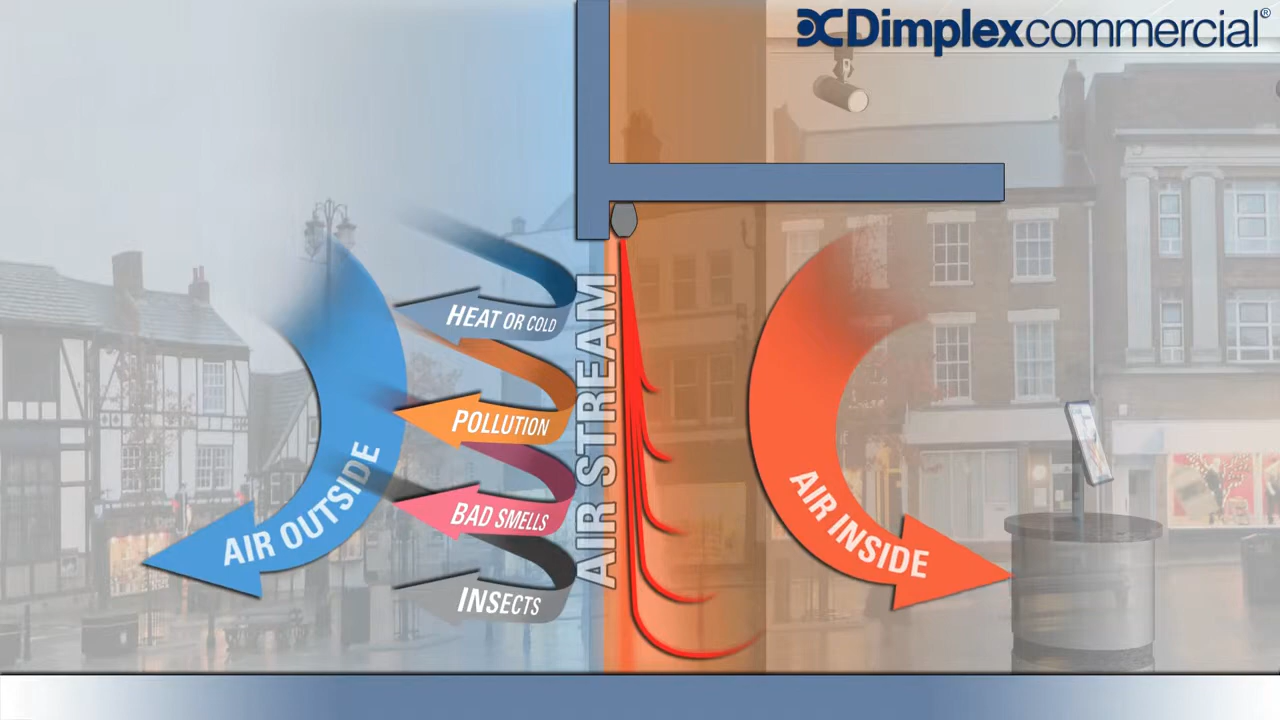 Dimplexcommercial®
HEAT OR COLD
POLLUTION
BAD SMELLS
INSECTS
AIR STREAM
AIR OUTSIDE
AIR INSIDE